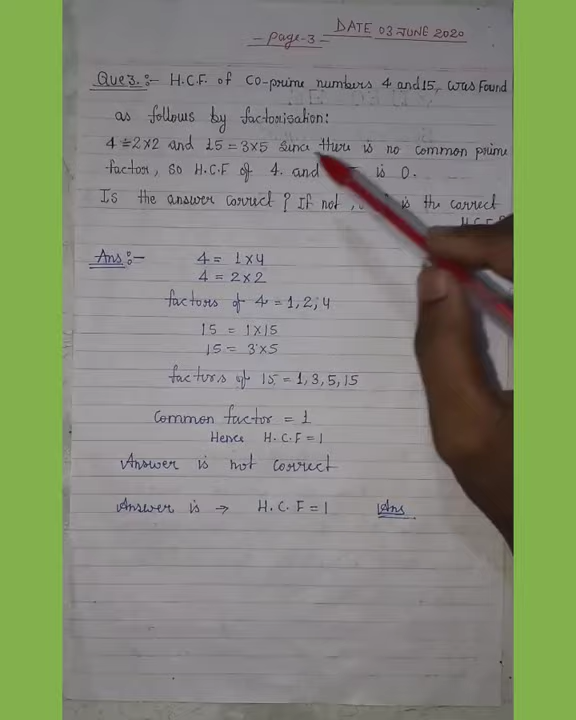 DATE 03 JUNE 2020
- Page-3 -
Que 3.:- H.C.F. of Co-prime numbers 4 and 15, was found
as follows by factorisation:
4 = 2×2 and 15 = 3×5 since there is no common prime
factor, so H.C.F of 4 and is 0.
Is the answer correct? If not, is the correct
H.C.F?
Ans:- 4 = 1×4
4 = 2×2
factors of 4 = 1, 2, 4
15 = 1×15
15 = 3×5
factors of 15 = 1, 3, 5, 15
Common factor = 1
Hence H.C.F = 1
Answer is not correct
Answer is → H.C.F = 1 Ans